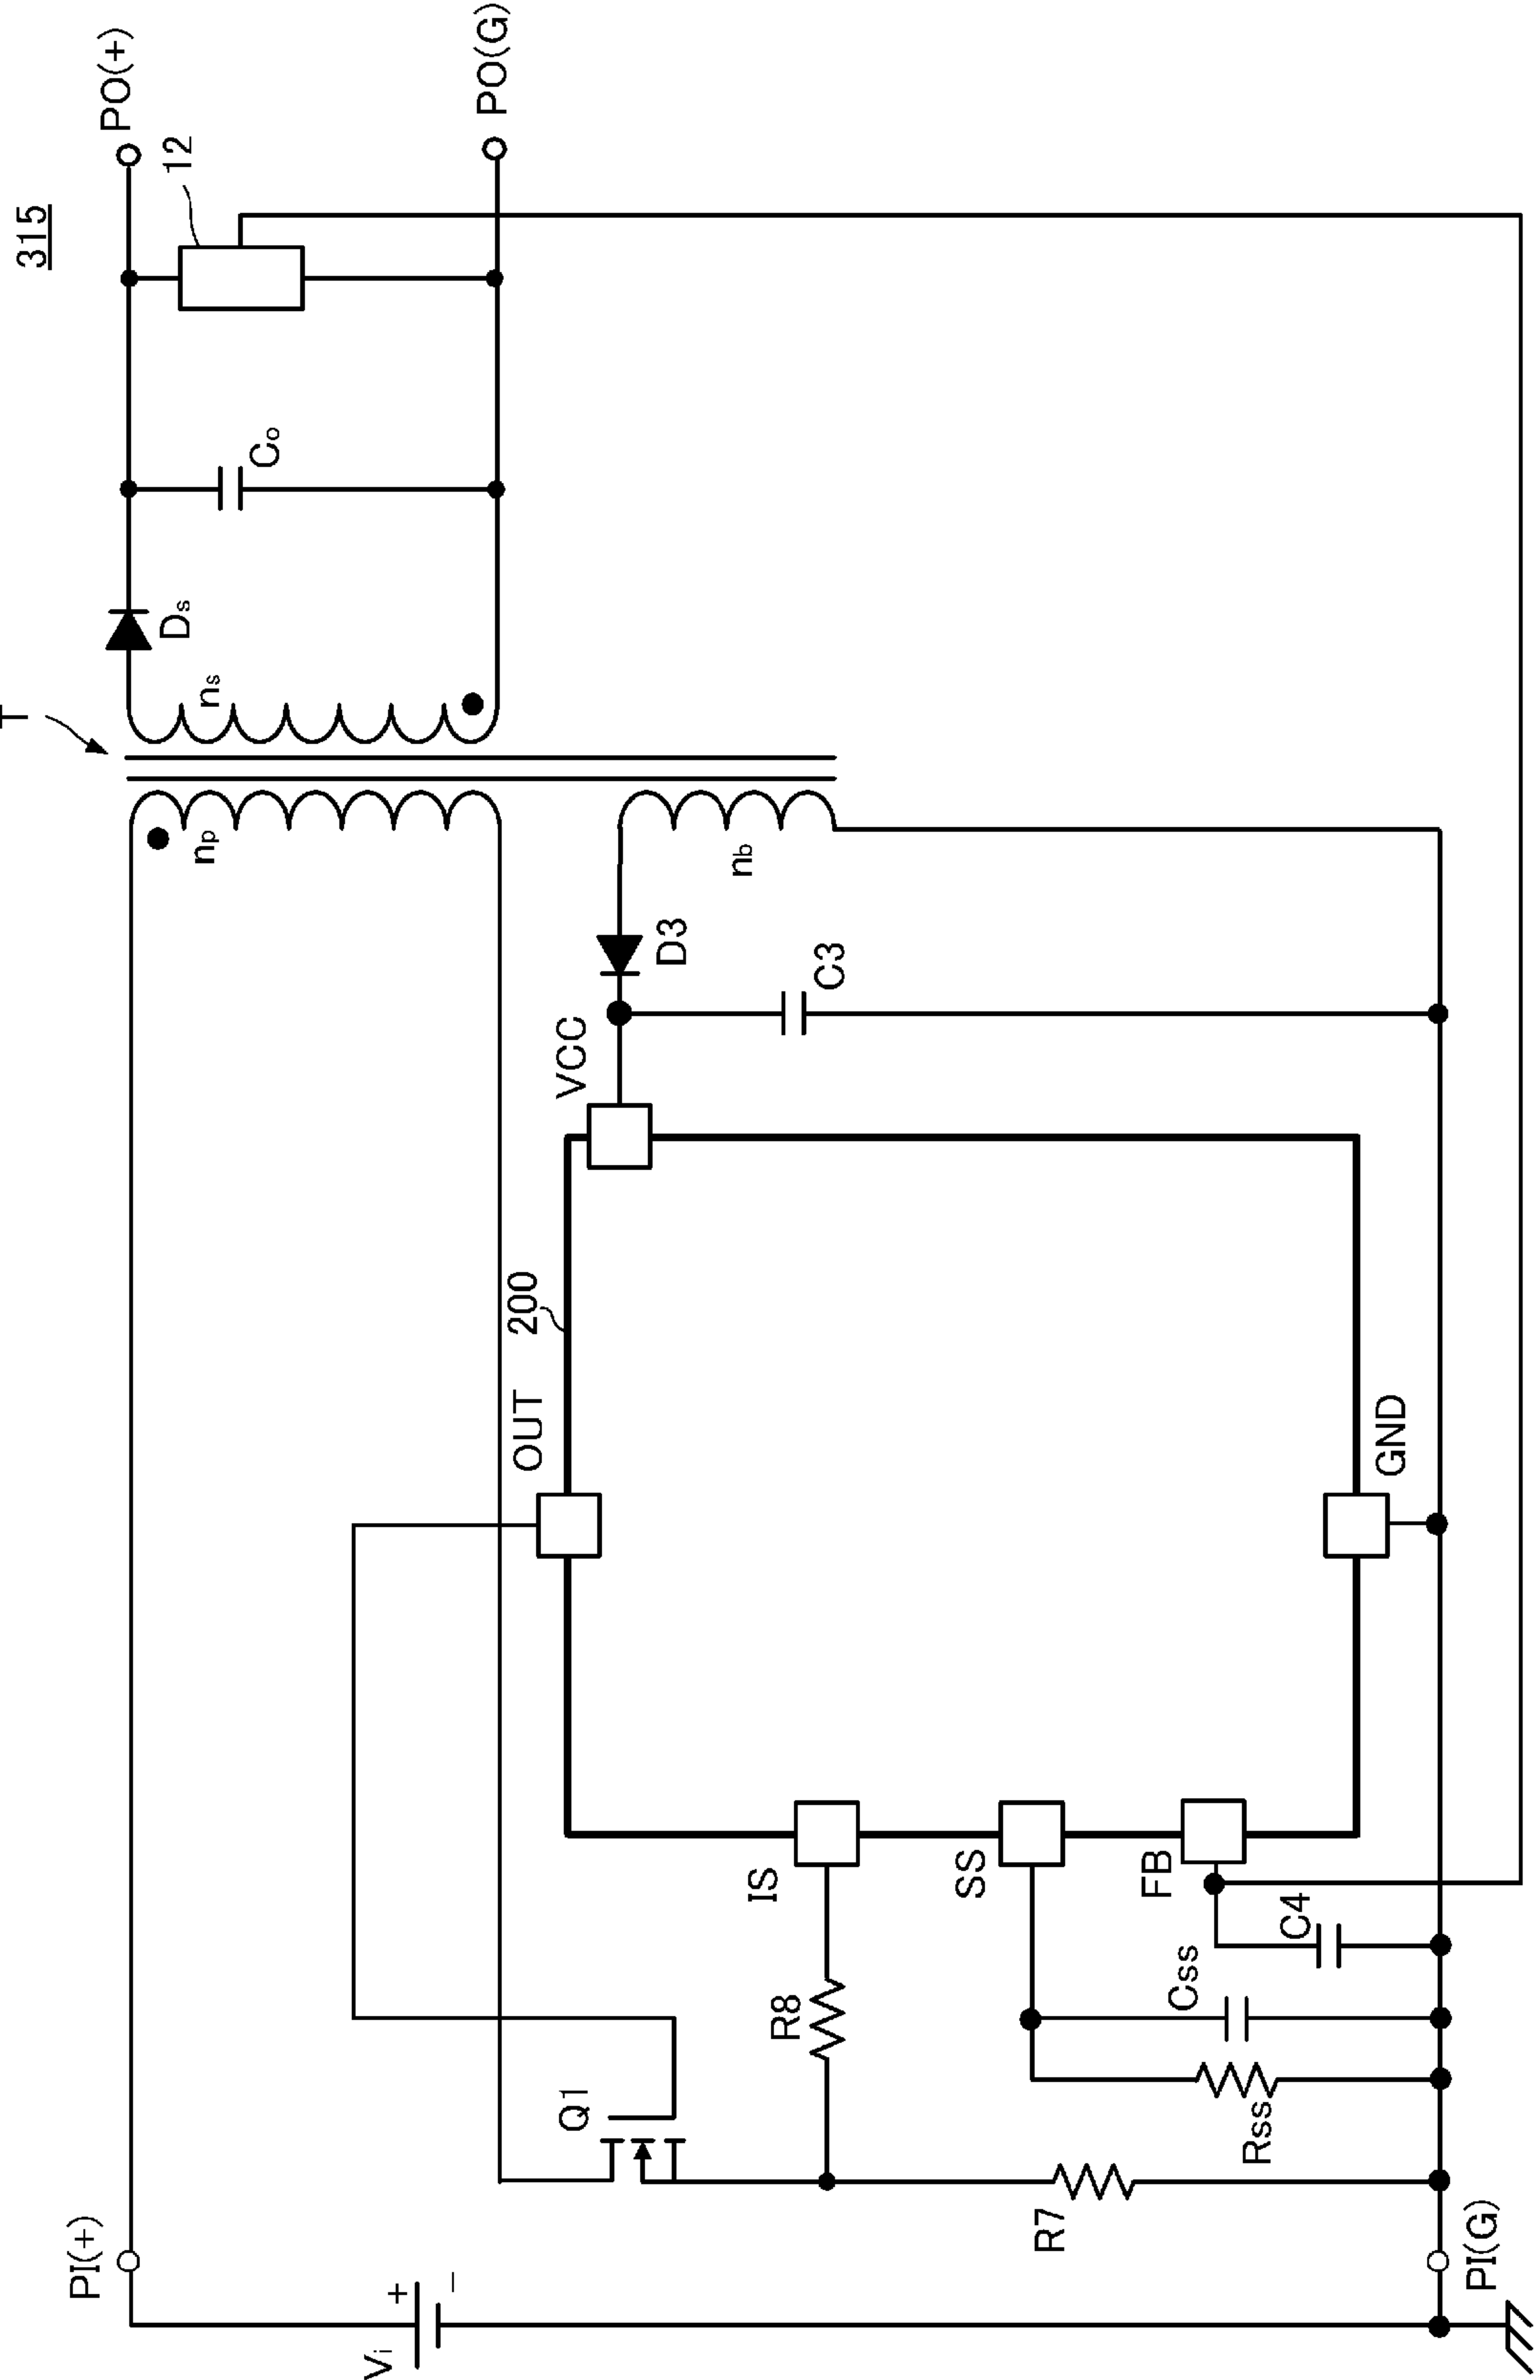 315
PI(+)
T
PO(+)
Vi
+
−
np
ns
Ds
Co
12
PO(G)
Q1
OUT
200
VCC
D3
nb
C3
IS
R8
SS
FB
R7
Rss
Css
C4
GND
PI(G)